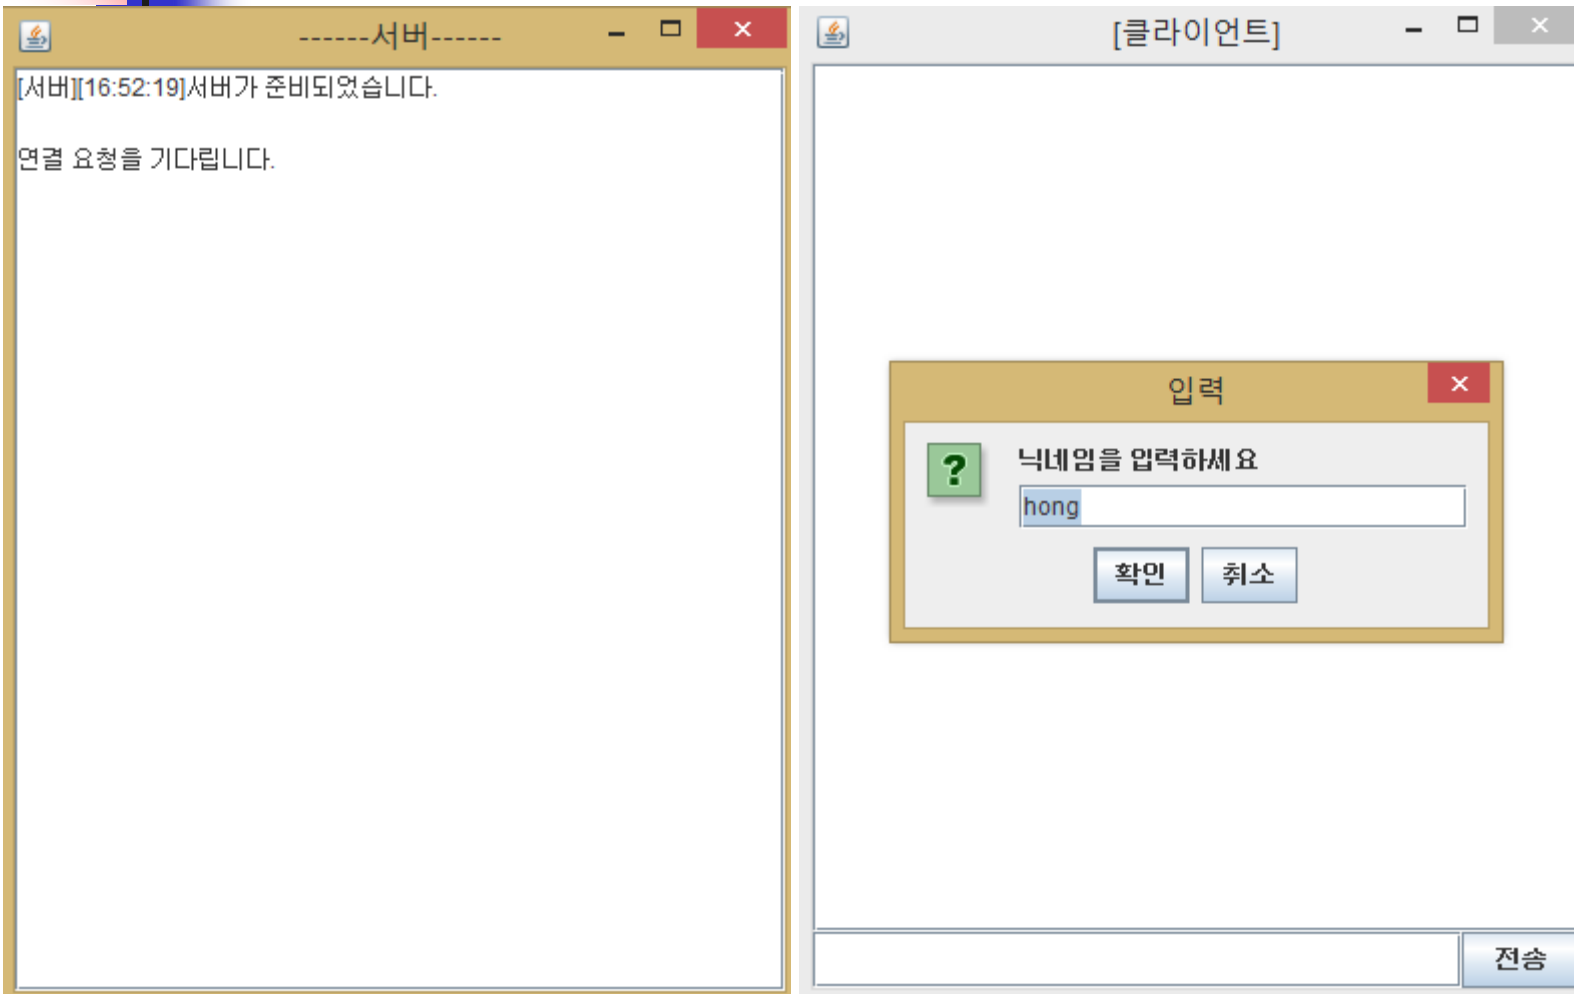 ------서버------
[서버][16:52:19]서버가 준비되었습니다.
연결 요청을 기다립니다.
[클라이언트]
입력
닉네임을 입력하세요
hong
확인
취소
전송